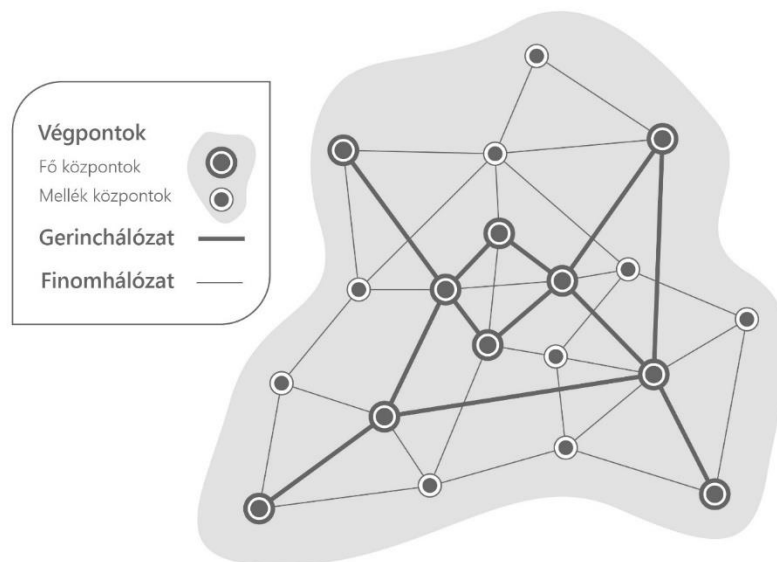 Végpontok
Fő központok
Mellék központok
Gerinchálózat
Finomhálózat